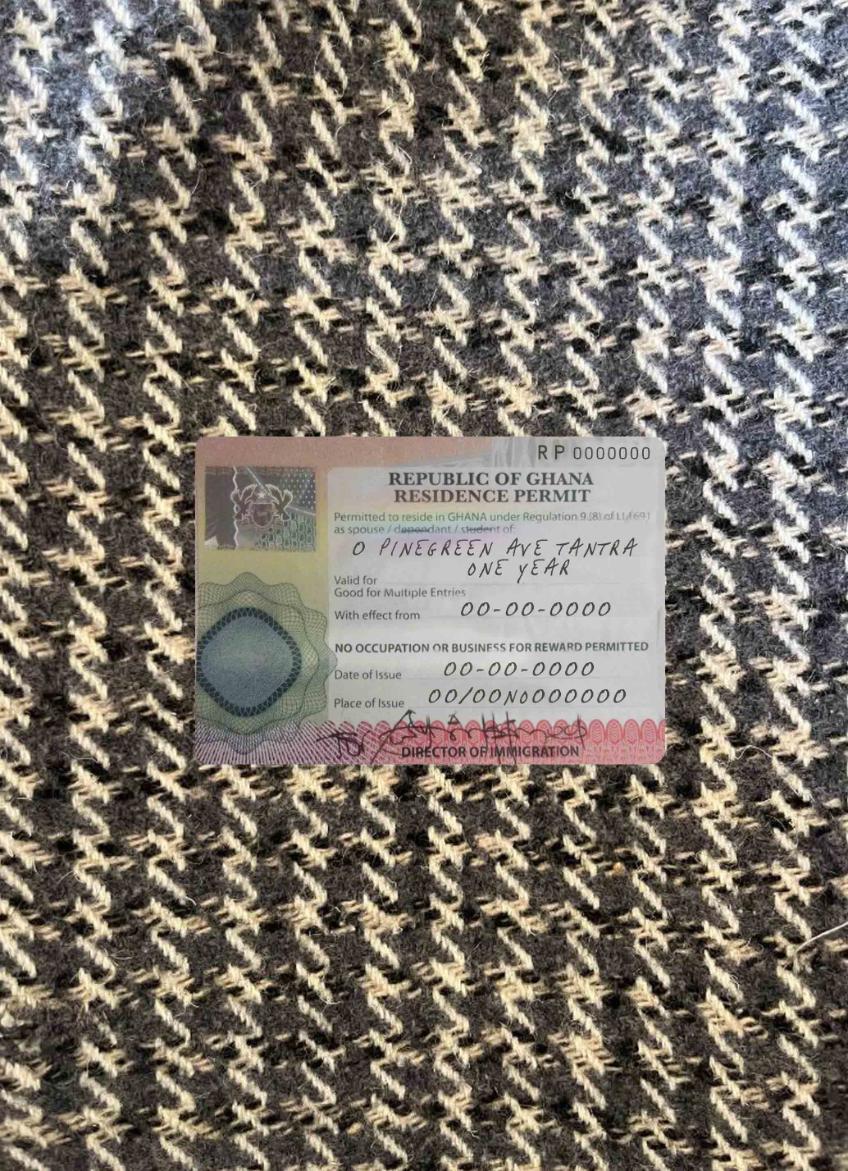 RP 0000000
REPUBLIC OF GHANA
RESIDENCE PERMIT
Permitted to reside in GHANA under Regulation 9.(8) of LI,(691
as spouse / dependant / student of:
O PINEGREEN AVE TANTRA
ONE YEAR
Valid for
Good for Multiple Entries
With effect from 00-00-0000
NO OCCUPATION OR BUSINESS FOR REWARD PERMITTED
Date of Issue 00-00-0000
Place of Issue 00/00NO000000
DIRECTOR OF IMMIGRATION